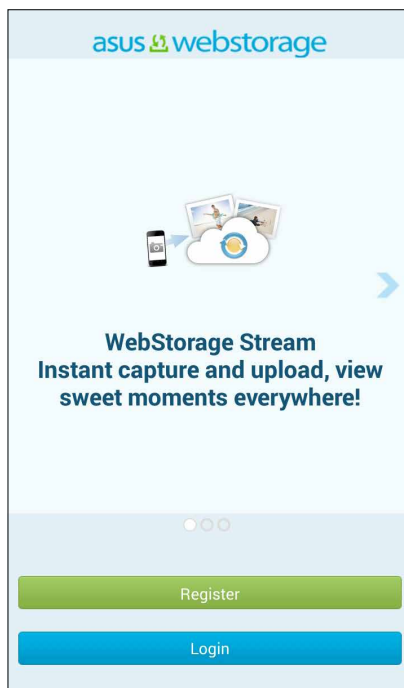 asus webstorage
WebStorage Stream
Instant capture and upload, view
sweet moments everywhere!
Register
Login